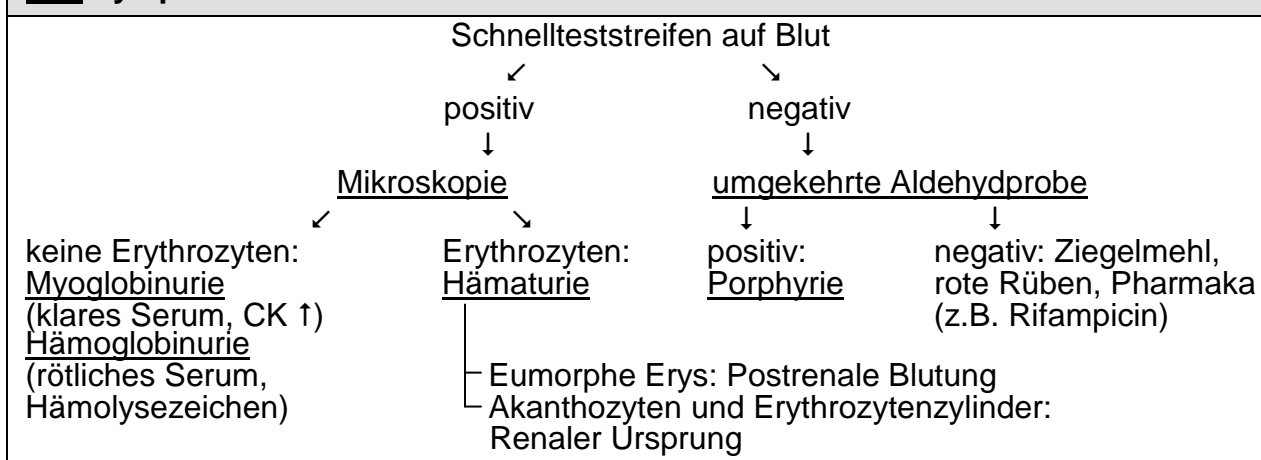 Schnellteststreifen auf Blut
↙ ↘
positiv negativ
↓ ↓
Mikroskopie umgekehrte Aldehydprobe
↙ ↘ ↓ ↓
keine Erythrozyten: Erythrozyten: positiv: negativ: Ziegelmehl,
Myoglobinurie Hämaturie Porphyrie rote Rüben, Pharmaka
(klares Serum, CK ↑) (z.B. Rifampicin)
Hämoglobinurie
(rötliches Serum, Eumorphe Erys: Postrenale Blutung
Hämolysezeichen) Akanthozyten und Erythrozytenzylinder:
Renaler Ursprung